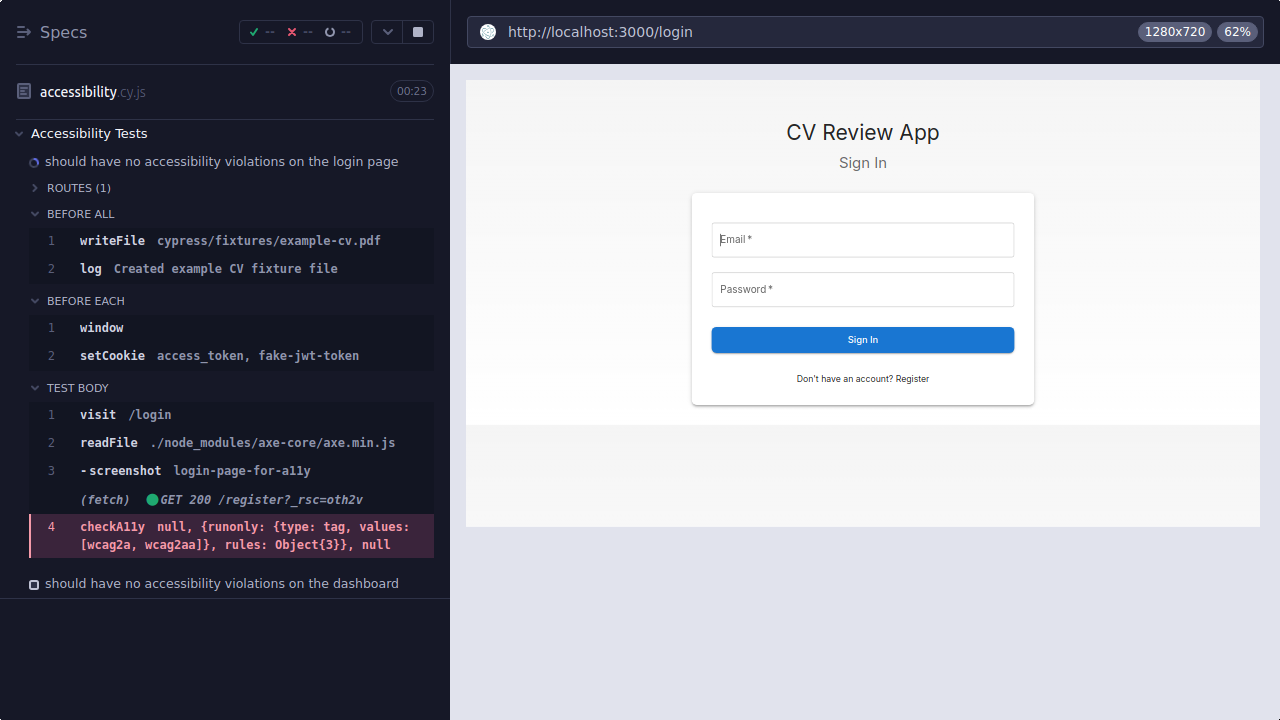 Specs
-- -- --
accessibility.cy.js
00:23
Accessibility Tests
should have no accessibility violations on the login page
ROUTES (1)
BEFORE ALL
1 writeFile cypress/fixtures/example-cv.pdf
2 log Created example CV fixture file
BEFORE EACH
1 window
2 setCookie access_token, fake-jwt-token
TEST BODY
1 visit /login
2 readFile ./node_modules/axe-core/axe.min.js
3 -screenshot login-page-for-a11y
(fetch) GET 200 /register?_rsc=oth2v
4 checkA11y null, {runonly: {type: tag, values:
[wcag2a, wcag2aa]}, rules: Object{3}}, null
should have no accessibility violations on the dashboard
http://localhost:3000/login
1280x720
62%
CV Review App
Sign In
Email *
Password *
Sign In
Don't have an account? Register